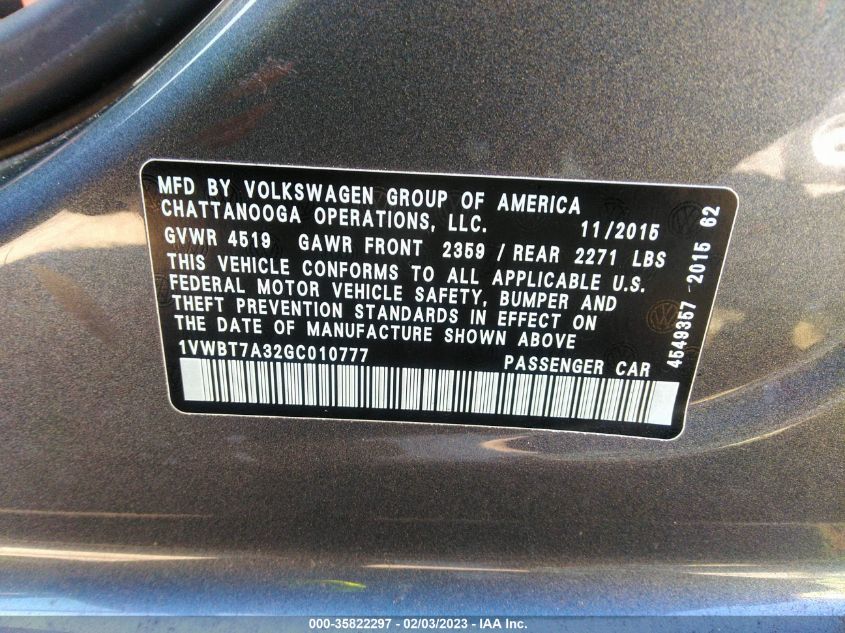 MFD BY VOLKSWAGEN GROUP OF AMERICA
CHATTANOOGA OPERATIONS, LLC. 11/2015
GVWR 4519 GAWR FRONT 2359 / REAR 2271 LBS
THIS VEHICLE CONFORMS TO ALL APPLICABLE U.S.
FEDERAL MOTOR VEHICLE SAFETY, BUMPER AND
THEFT PREVENTION STANDARDS IN EFFECT ON
THE DATE OF MANUFACTURE SHOWN ABOVE
1VWBT7A32GC010777 PASSENGER CAR
4549357 -2015 62
000-35822297 - 02/03/2023 - IAA Inc.